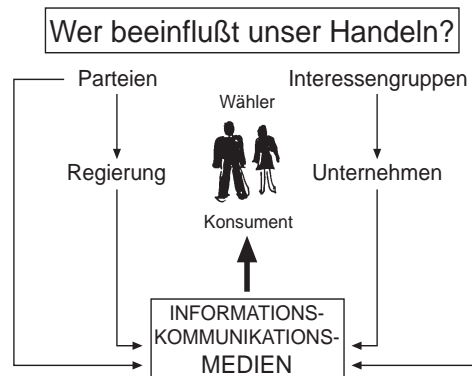 Wer beeinflußt unser Handeln?
Parteien
Interessengruppen
Wähler
Regierung
Unternehmen
Konsument
INFORMATIONS-
KOMMUNIKATIONS-
MEDIEN